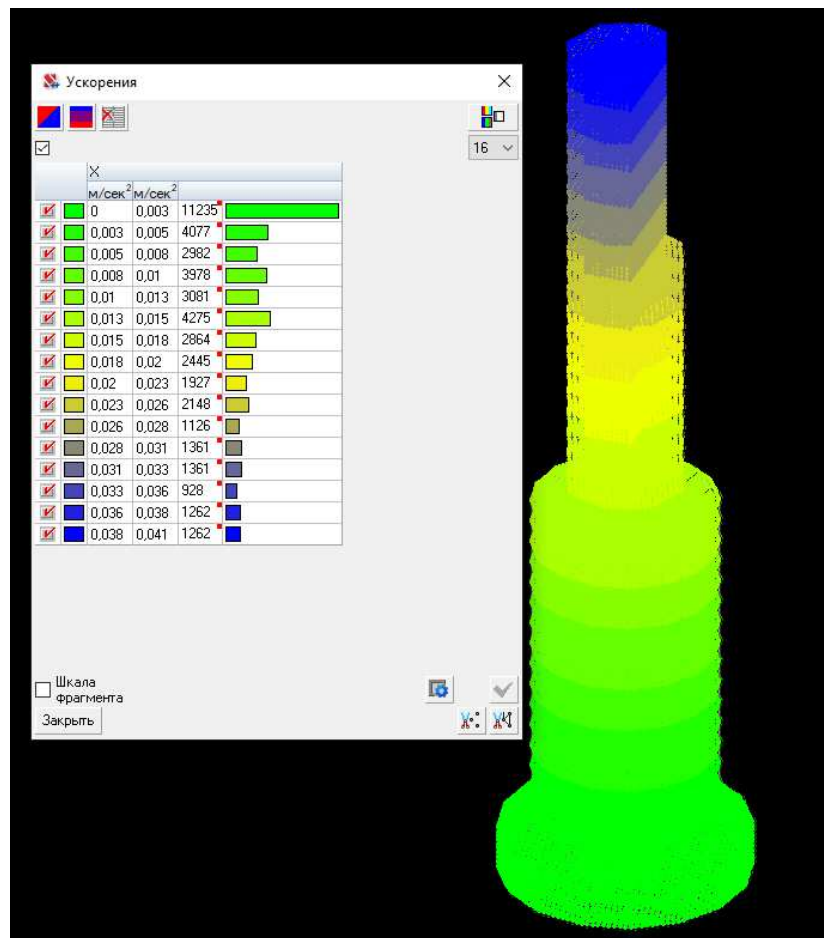 Ускорения
16
X
м/сек2 м/сек2
0 0,003 11235
0,003 0,005 4077
0,005 0,008 2982
0,008 0,01 3978
0,01 0,013 3081
0,013 0,015 4275
0,015 0,018 2864
0,018 0,02 2445
0,02 0,023 1927
0,023 0,026 2148
0,026 0,028 1126
0,028 0,031 1361
0,031 0,033 1361
0,033 0,036 928
0,036 0,038 1262
0,038 0,041 1262
Шкала
фрагмента
Закрыть